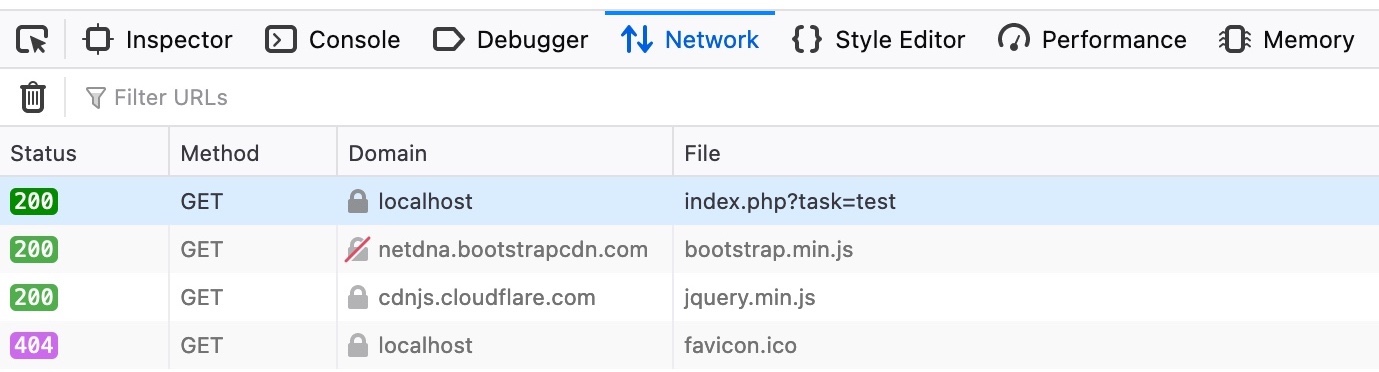 Inspector Console Debugger Network Style Editor Performance Memory
Filter URLs
Status Method Domain File
200 GET localhost index.php?task=test
200 GET netdna.bootstrapcdn.com bootstrap.min.js
200 GET cdnjs.cloudflare.com jquery.min.js
404 GET localhost favicon.ico